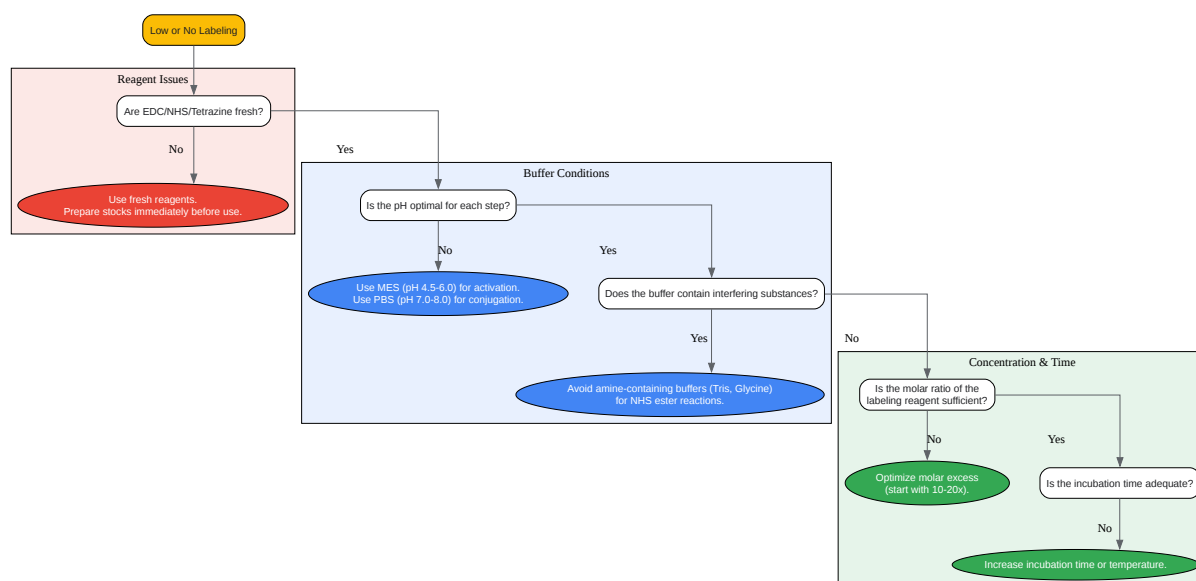 Low or No Labeling
Reagent Issues
Are EDC/NHS/Tetrazine fresh?
No
Yes
Use fresh reagents.
Prepare stocks immediately before use.
Buffer Conditions
Is the pH optimal for each step?
No
Yes
Use MES (pH 4.5-6.0) for activation.
Use PBS (pH 7.0-8.0) for conjugation.
Does the buffer contain interfering substances?
Yes
No
Avoid amine-containing buffers (Tris, Glycine)
for NHS ester reactions.
Concentration & Time
Is the molar ratio of the
labeling reagent sufficient?
No
Yes
Optimize molar excess
(start with 10-20x).
Is the incubation time adequate?
No
Increase incubation time or temperature.